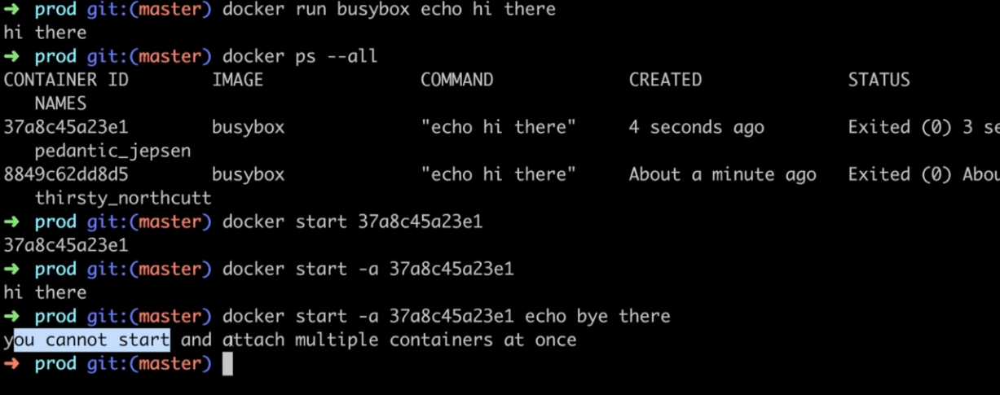 ➜ prod git:(master) docker run busybox echo hi there
hi there
➜ prod git:(master) docker ps --all
CONTAINER ID IMAGE COMMAND CREATED STATUS
NAMES
37a8c45a23e1 busybox "echo hi there" 4 seconds ago Exited (0) 3 se
pedantic_jepsen
8849c62dd8d5 busybox "echo hi there" About a minute ago Exited (0) Abou
thirsty_northcutt
➜ prod git:(master) docker start 37a8c45a23e1
37a8c45a23e1
➜ prod git:(master) docker start -a 37a8c45a23e1
hi there
➜ prod git:(master) docker start -a 37a8c45a23e1 echo bye there
you cannot start and attach multiple containers at once
➜ prod git:(master)